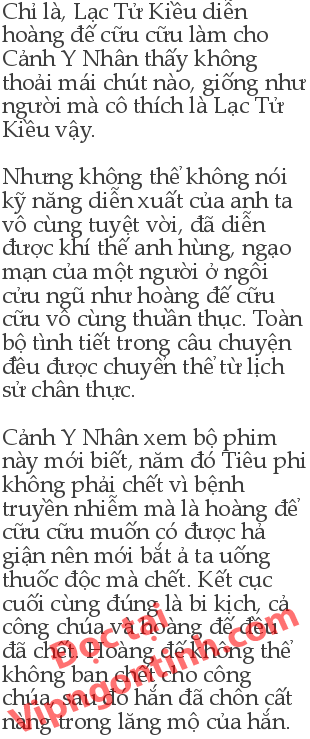 Chỉ là, Lạc Tử Kiều diễn
hoàng đế cữu cữu làm cho
Cảnh Y Nhân thấy không
thoải mái chút nào, giống như
người mà cô thích là Lạc Tử
Kiều vậy.
Nhưng không thể không nói
kỹ năng diễn xuất của anh ta
vô cùng tuyệt vời, đã diễn
được khí thế anh hùng, ngạo
mạn của một người ở ngôi
cửu ngũ như hoàng đế cữu
cữu vô cùng thuần thục. Toàn
bộ tình tiết trong câu chuyện
đều được chuyển thể từ lịch
sử chân thực.
Cảnh Y Nhân xem bộ phim
này mới biết, năm đó Tiêu phi
không phải chết vì bệnh
truyền nhiễm mà là hoàng đế
cữu cữu muốn có được hả
giận nên mới bắt ả ta uống
thuốc độc mà chết. Kết cục
cuối cùng đúng là bi kịch, cả
công chúa và hoàng đế đều
đã chết. Hoàng đế không thể
không ban chết cho công
chúa, sau đó hắn đã chôn cất
nàng trong lăng mộ của hắn.
Đọc tại
Vipngontinh.com